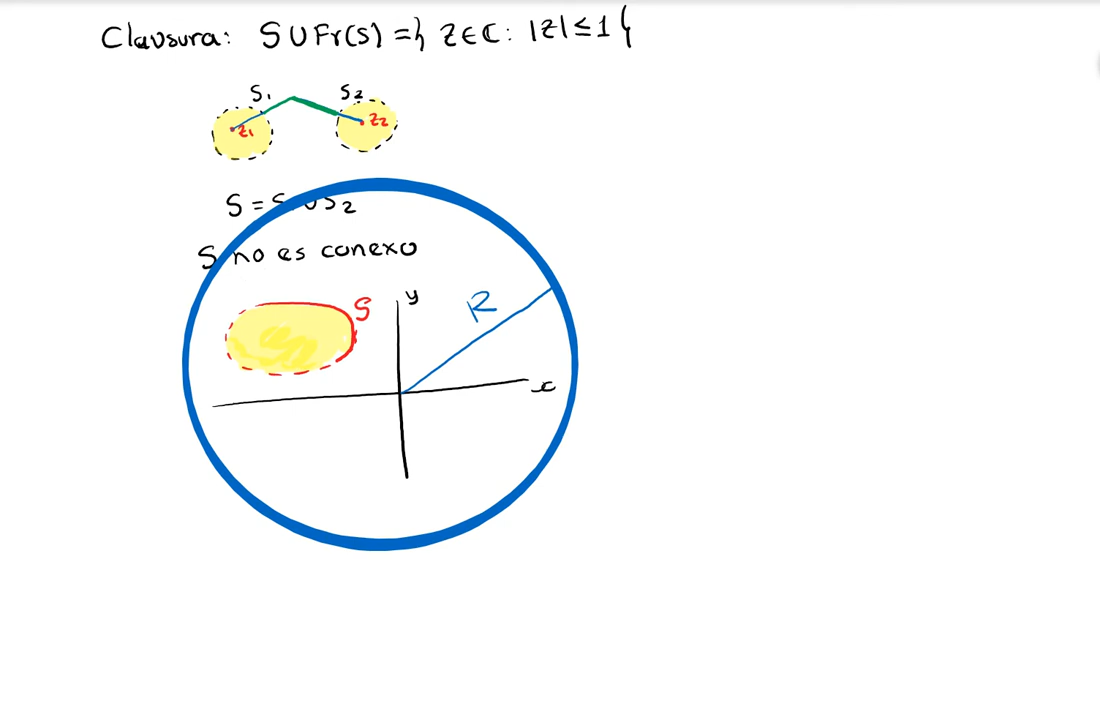 Clausura: S U Fr(S) = } z ∈ ℂ: |z| ≤ 1 {
S₁ S₂
z₁ z₂
S = S₁ U S₂
S no es conexo
y
S R
x